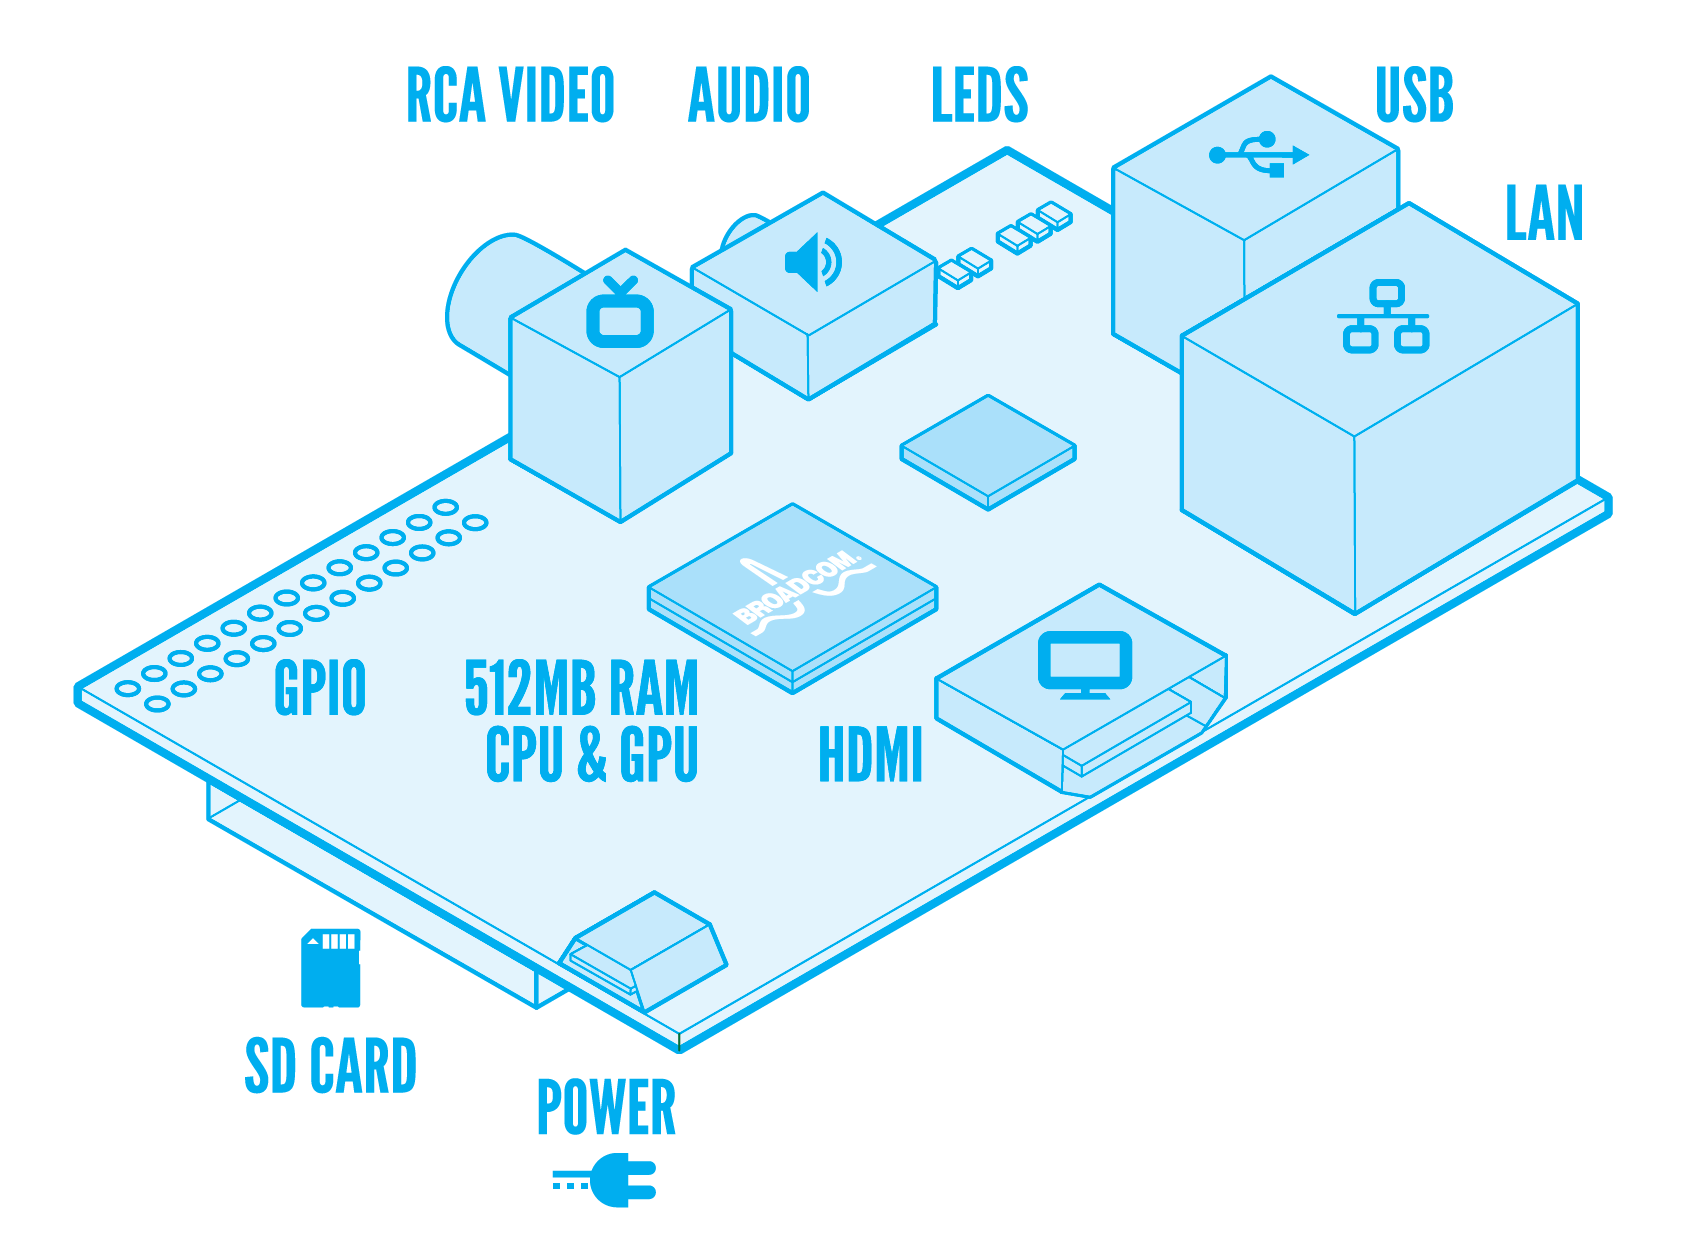 RCA VIDEO
AUDIO
LEDS
USB
LAN
BROADCOM.
GPIO
512MB RAM
CPU & GPU
HDMI
SD CARD
POWER